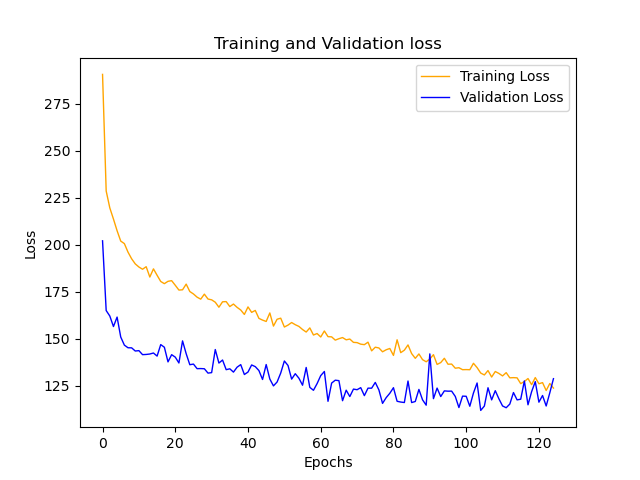 Training and Validation loss
Training Loss
Validation Loss
275
250
225
200
175
150
125
Loss
0 20 40 60 80 100 120
Epochs